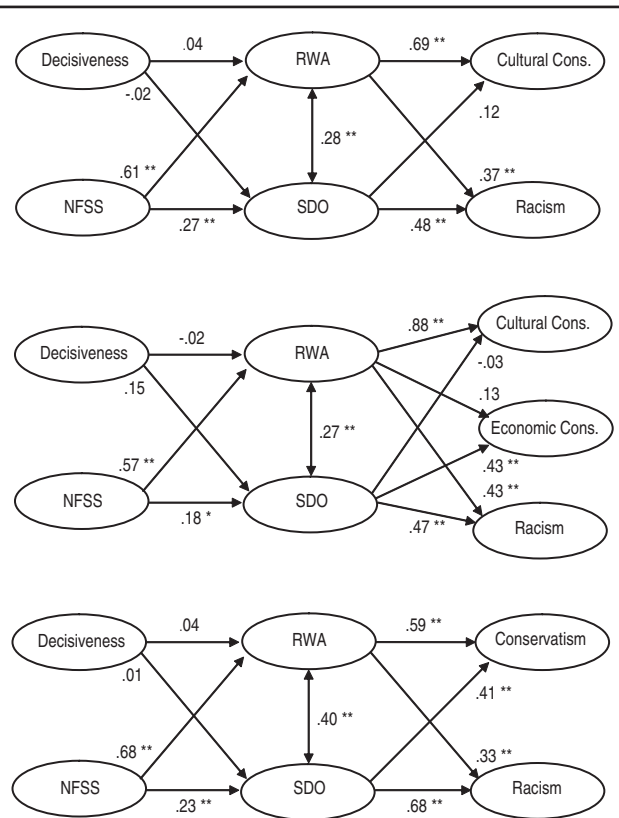 .04
.69 **
Decisiveness
RWA
Cultural Cons.
-.02
.12
.28 **
.61 **
.37 **
NFSS
SDO
Racism
.27 **
.48 **
.88 **
Cultural Cons.
-.02
Decisiveness
RWA
-.03
.15
.13
.27 **
Economic Cons.
.57 **
.43 **
.43 **
NFSS
SDO
.18 *
.47 **
Racism
.04
.59 **
Decisiveness
RWA
Conservatism
.01
.41 **
.40 **
.68 **
.33 **
NFSS
SDO
Racism
.23 **
.68 **